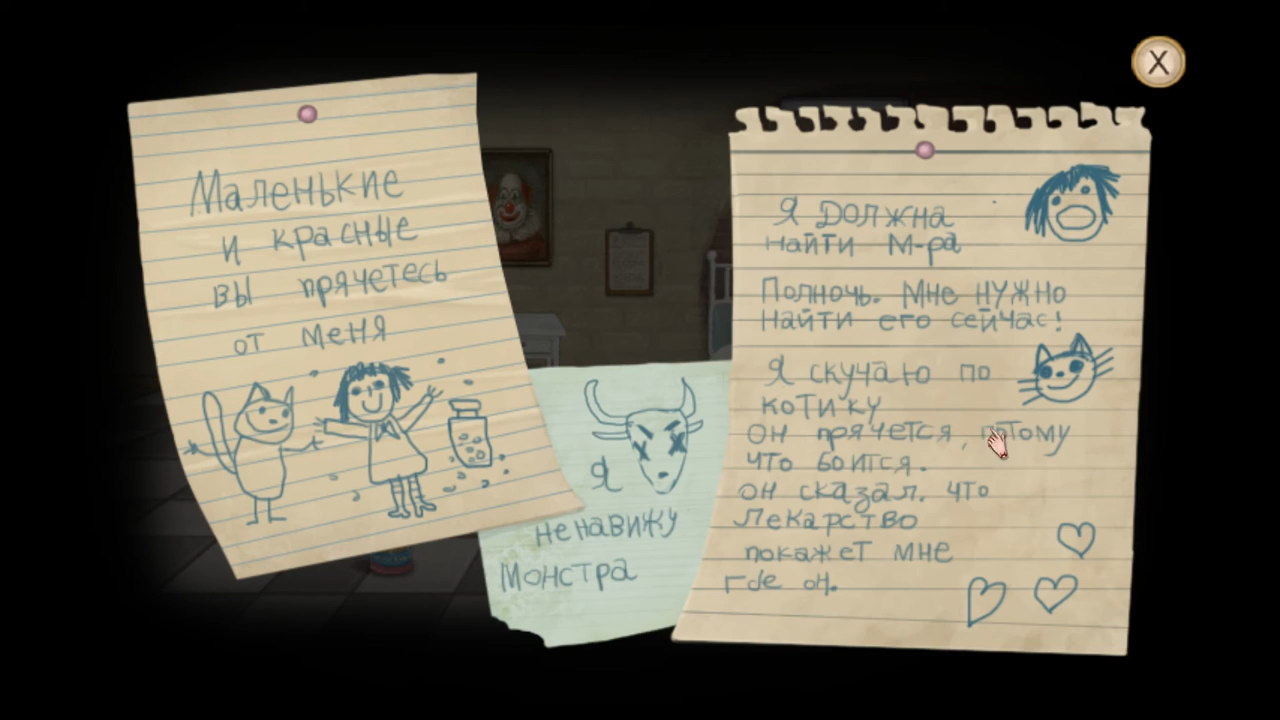 X
Маленькие
и красные
вы прячетесь
от меня
Я
ненавижу
Монстра
Я должна
найти М-ра
Полночь. Мне нужно
найти его сейчас!
Я скучаю по
котику
он прячется, потому
что боится.
он сказал. что
Лекарство
покажет мне
где он.